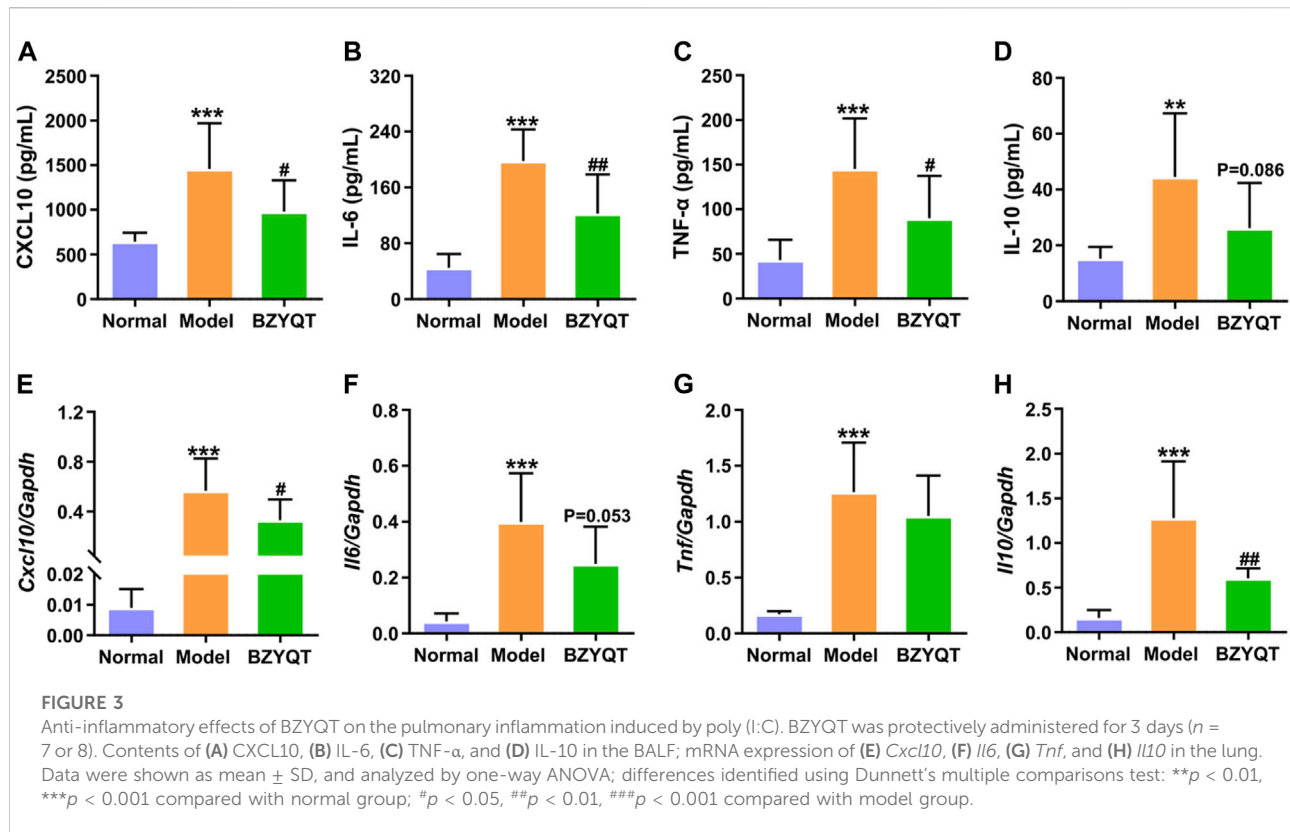 A
B
C
D
2500
2000
1500
1000
500
0
CXCL10 (pg/mL)
***
#
Normal Model BZYQT
320
240
160
80
0
IL-6 (pg/mL)
***
##
Normal Model BZYQT
250
200
150
100
50
0
TNF-α (pg/mL)
***
#
Normal Model BZYQT
80
60
40
20
0
IL-10 (pg/mL)
**
P=0.086
Normal Model BZYQT
E
F
G
H
1.2
0.8
0.4
0.02
0.01
0.00
Cxcl10/Gapdh
***
#
Normal Model BZYQT
0.8
0.6
0.4
0.2
0.0
Il6/Gapdh
***
P=0.053
Normal Model BZYQT
2.0
1.5
1.0
0.5
0.0
Tnf/Gapdh
***
Normal Model BZYQT
2.5
2.0
1.5
1.0
0.5
0.0
Il10/Gapdh
***
##
Normal Model BZYQT
FIGURE 3
Anti-inflammatory effects of BZYQT on the pulmonary inflammation induced by poly (I:C). BZYQT was protectively administered for 3 days (n =
7 or 8). Contents of (A) CXCL10, (B) IL-6, (C) TNF-α, and (D) IL-10 in the BALF; mRNA expression of (E) Cxcl10, (F) Il6, (G) Tnf, and (H) Il10 in the lung.
Data were shown as mean ± SD, and analyzed by one-way ANOVA; differences identified using Dunnett's multiple comparisons test: **p < 0.01,
***p < 0.001 compared with normal group; #p < 0.05, ##p < 0.01, ###p < 0.001 compared with model group.